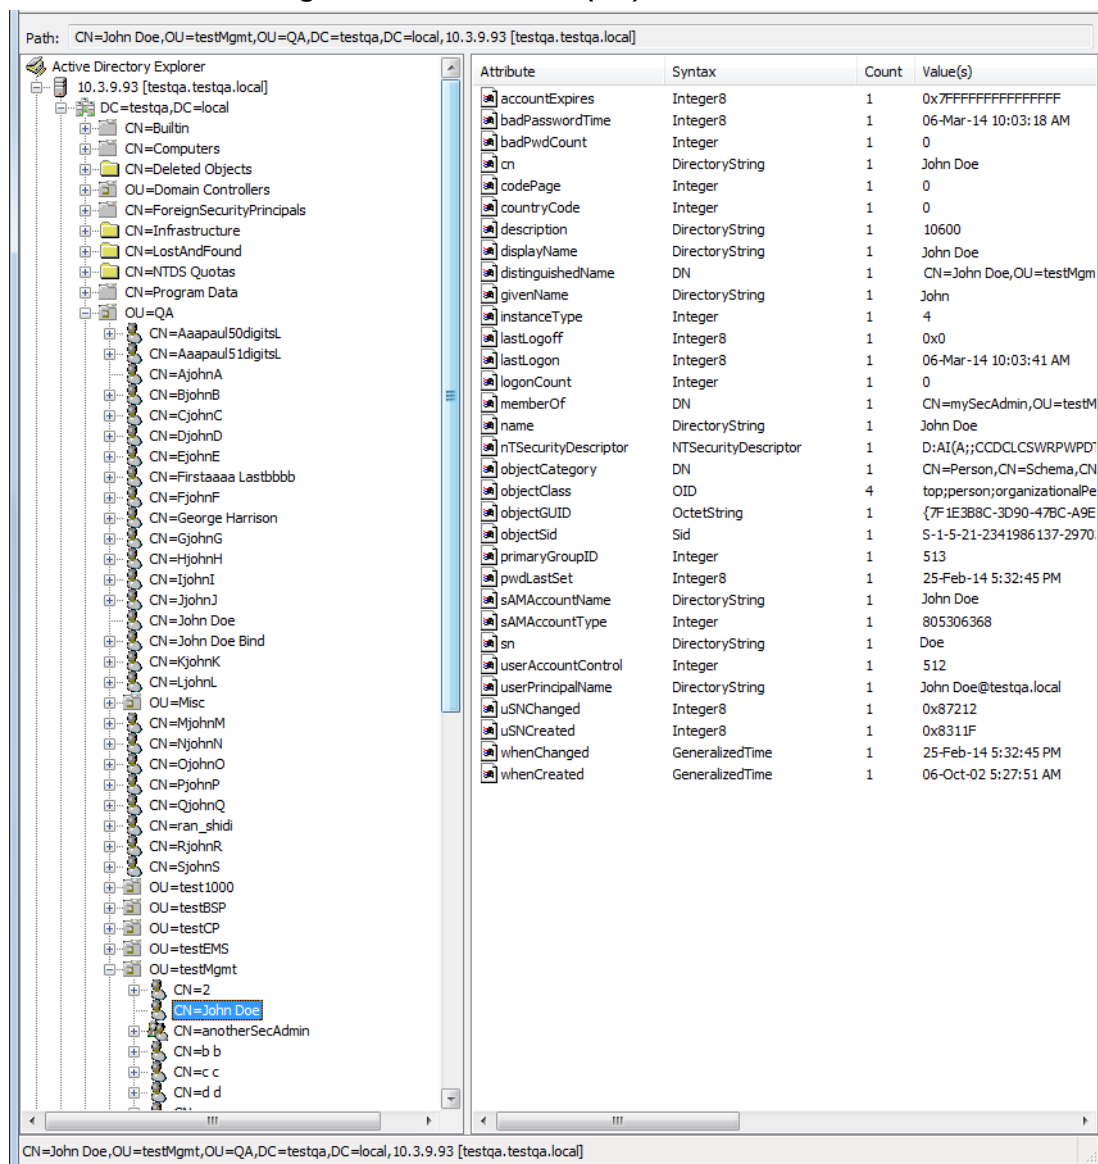 Path: CN=John Doe,OU=testMgmt,OU=QA,DC=testqa,DC=local,10.3.9.93 [testqa.testqa.local]
Active Directory Explorer
10.3.9.93 [testqa.testqa.local]
DC=testqa,DC=local
CN=Builtin
CN=Computers
CN=Deleted Objects
OU=Domain Controllers
CN=ForeignSecurityPrincipals
CN=Infrastructure
CN=LostAndFound
CN=NTDS Quotas
CN=Program Data
OU=QA
CN=Aaapaul50digitsL
CN=Aaapaul51digitsL
CN=AjohnA
CN=BjohnB
CN=CjohnC
CN=DjohnD
CN=EjohnE
CN=Firstaaaa Lastbbbb
CN=FjohnF
CN=George Harrison
CN=GjohnG
CN=HjohnH
CN=IjohnI
CN=JjohnJ
CN=John Doe
CN=John Doe Bind
CN=KjohnK
CN=LjohnL
OU=Misc
CN=MjohnM
CN=NjohnN
CN=OjohnO
CN=PjohnP
CN=QjohnQ
CN=ran_shidi
CN=RjohnR
CN=SjohnS
OU=test1000
OU=testBSP
OU=testCP
OU=testEMS
OU=testMgmt
CN=2
CN=John Doe
CN=anotherSecAdmin
CN=b b
CN=c c
CN=d d
Attribute Syntax Count Value(s)
accountExpires Integer8 1 0x7FFFFFFFFFFFFFFF
badPasswordTime Integer8 1 06-Mar-14 10:03:18 AM
badPwdCount Integer 1 0
cn DirectoryString 1 John Doe
codePage Integer 1 0
countryCode Integer 1 0
description DirectoryString 1 10600
displayName DirectoryString 1 John Doe
distinguishedName DN 1 CN=John Doe,OU=testMgm
givenName DirectoryString 1 John
instanceType Integer 1 4
lastLogoff Integer8 1 0x0
lastLogon Integer8 1 06-Mar-14 10:03:41 AM
logonCount Integer 1 0
memberOf DN 1 CN=mySecAdmin,OU=testM
name DirectoryString 1 John Doe
nTSecurityDescriptor NTSecurityDescriptor 1 D:AI(A;;CCDCLCSWRPWPDT
objectCategory DN 1 CN=Person,CN=Schema,CN
objectClass OID 4 top;person;organizationalPe
objectGUID OctetString 1 {7F1E3B8C-3D90-47BC-A9E
objectSid Sid 1 S-1-5-21-2341986137-2970
primaryGroupID Integer 1 513
pwdLastSet Integer8 1 25-Feb-14 5:32:45 PM
sAMAccountName DirectoryString 1 John Doe
sAMAccountType Integer 1 805306368
sn DirectoryString 1 Doe
userAccountControl Integer 1 512
userPrincipalName DirectoryString 1 John Doe@testqa.local
uSNChanged Integer8 1 0x87212
uSNCreated Integer8 1 0x8311F
whenChanged GeneralizedTime 1 25-Feb-14 5:32:45 PM
whenCreated GeneralizedTime 1 06-Oct-02 5:27:51 AM
CN=John Doe,OU=testMgmt,OU=QA,DC=testqa,DC=local,10.3.9.93 [testqa.testqa.local]